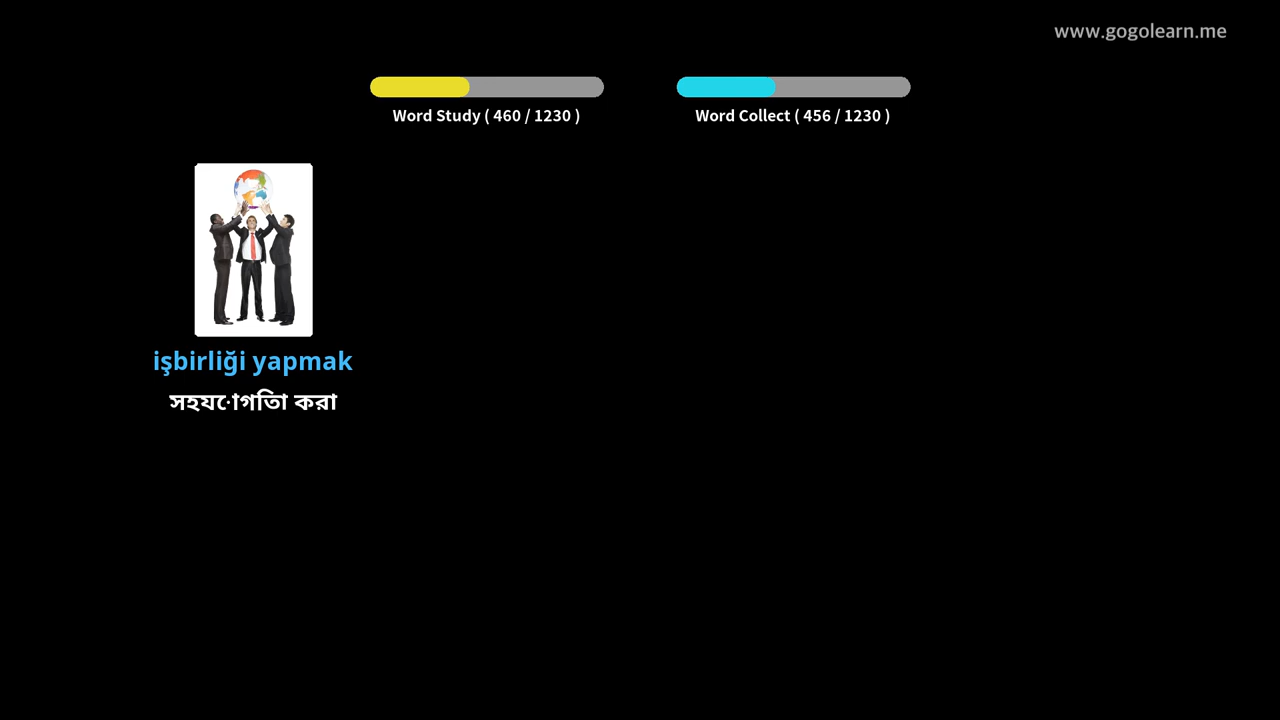 www.gogolearn.me
Word Study ( 460 / 1230 )
Word Collect ( 456 / 1230 )
işbirliği yapmak
সহযোগিতা করা